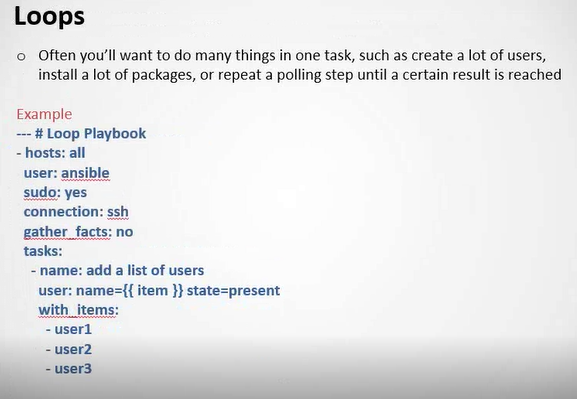 Loops
o Often you'll want to do many things in one task, such as create a lot of users,
install a lot of packages, or repeat a polling step until a certain result is reached
Example
--- # Loop Playbook
- hosts: all
user: ansible
sudo: yes
connection: ssh
gather_facts: no
tasks:
- name: add a list of users
user: name={{ item }} state=present
with_items:
- user1
- user2
- user3